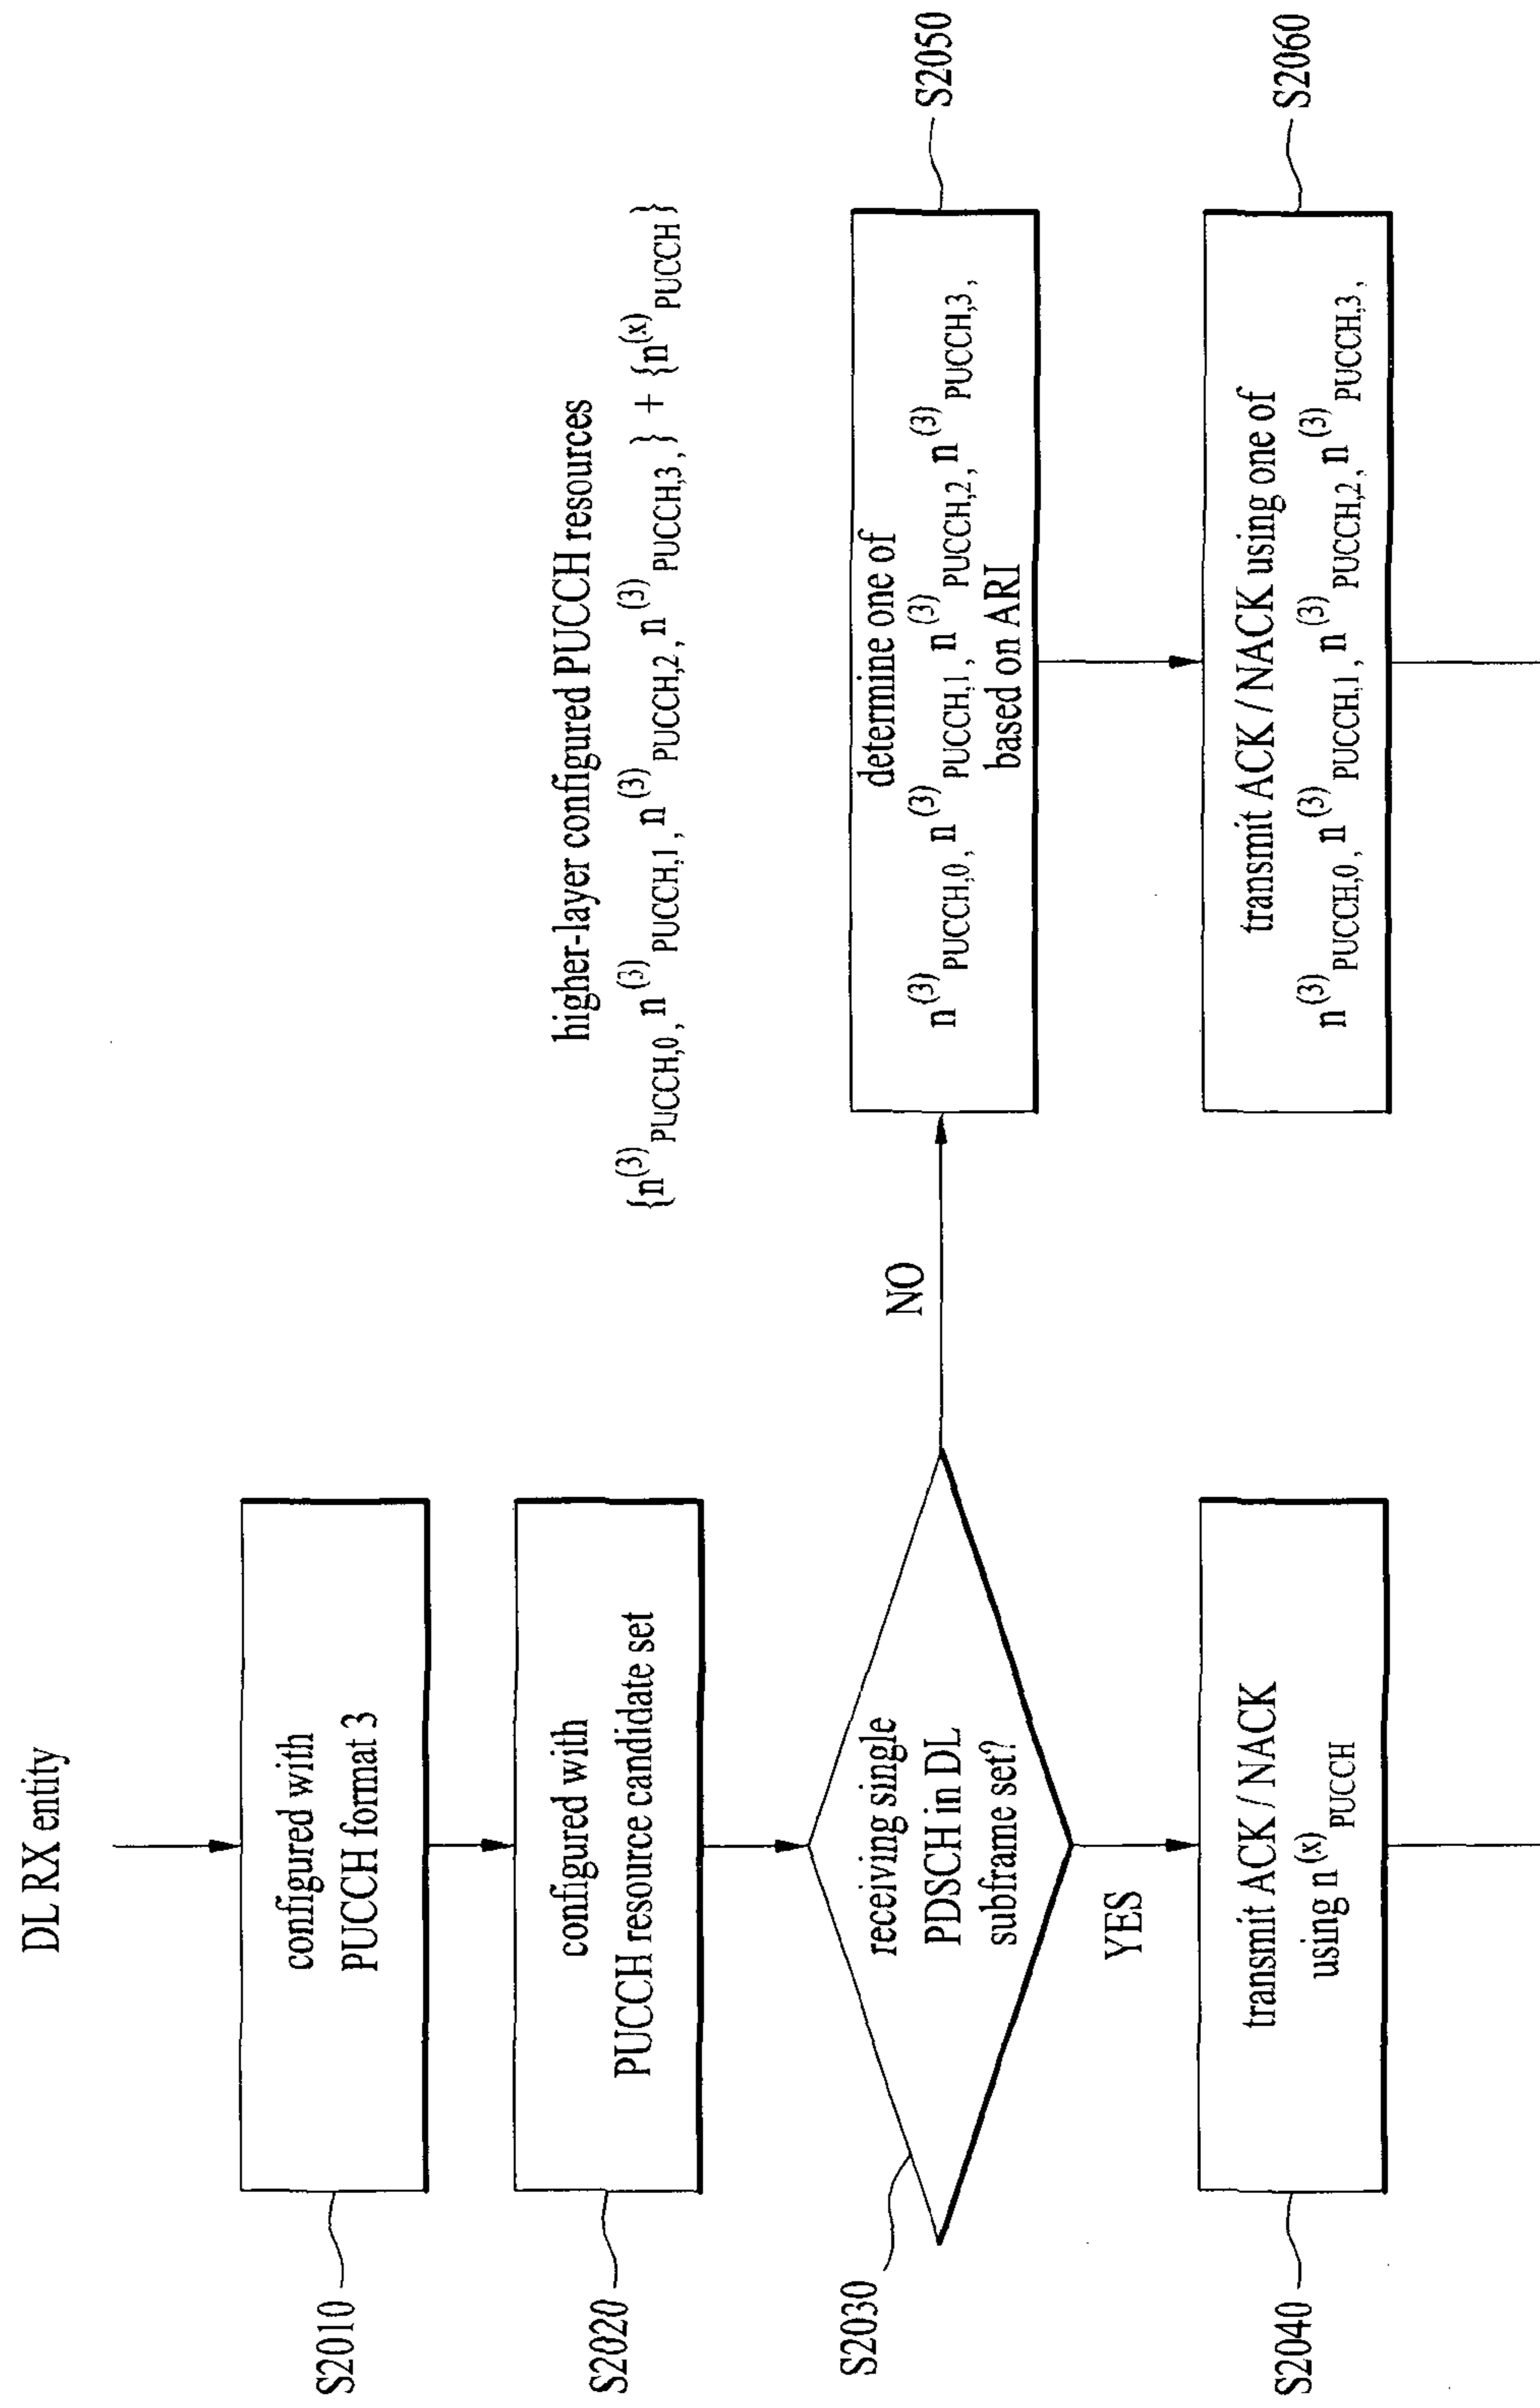 DL RX entity
S2010
configured with
PUCCH format 3
S2020
configured with
PUCCH resource candidate set
higher-layer configured PUCCH resources
{n^(3)PUCCH,0, n^(3)PUCCH,1, n^(3)PUCCH,2, n^(3)PUCCH,3,} + {n^(x)PUCCH}
S2030
receiving single
PDSCH in DL
subframe set?
NO
YES
determine one of
n^(3)PUCCH,0, n^(3)PUCCH,1, n^(3)PUCCH,2, n^(3)PUCCH,3,
based on ARI
S2050
S2040
transmit ACK / NACK
using n^(x)PUCCH
transmit ACK / NACK using one of
n^(3)PUCCH,0, n^(3)PUCCH,1, n^(3)PUCCH,2, n^(3)PUCCH,3,
S2060